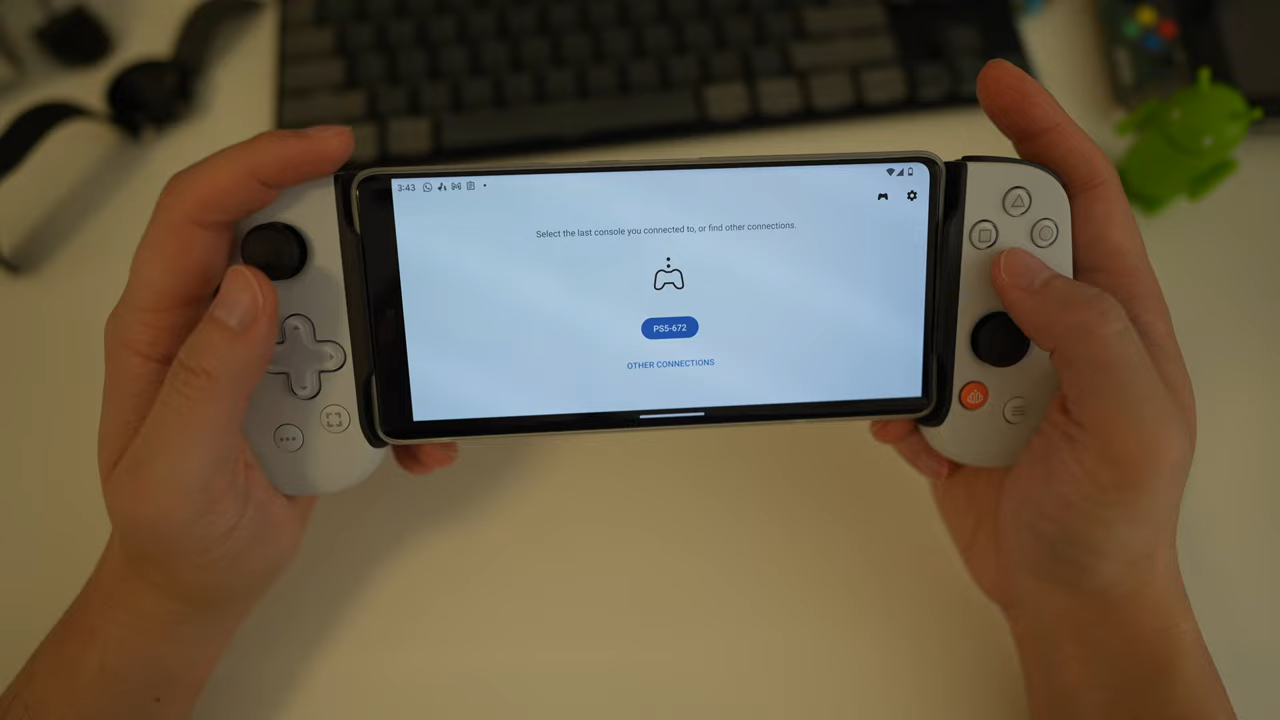 3:43
Select the last console you connected to, or find other connections.
PS5-672
OTHER CONNECTIONS